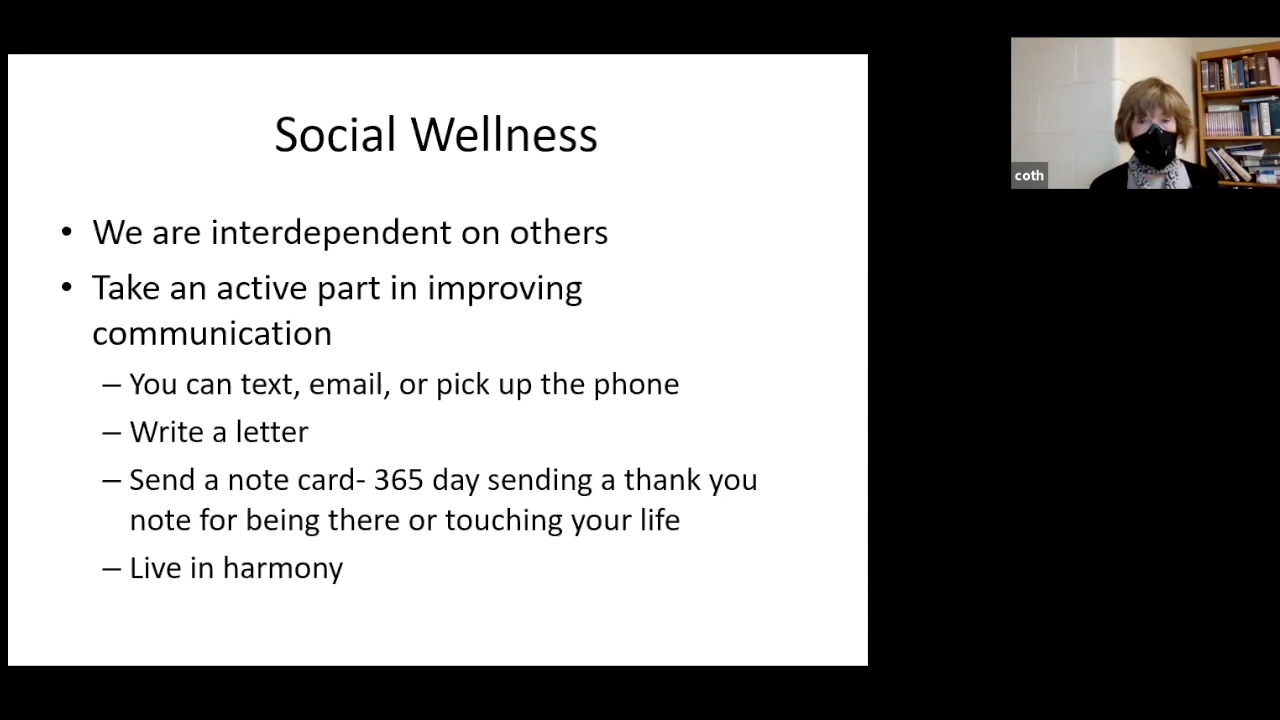 Social Wellness
• We are interdependent on others
• Take an active part in improving
communication
– You can text, email, or pick up the phone
– Write a letter
– Send a note card- 365 day sending a thank you
note for being there or touching your life
– Live in harmony
coth